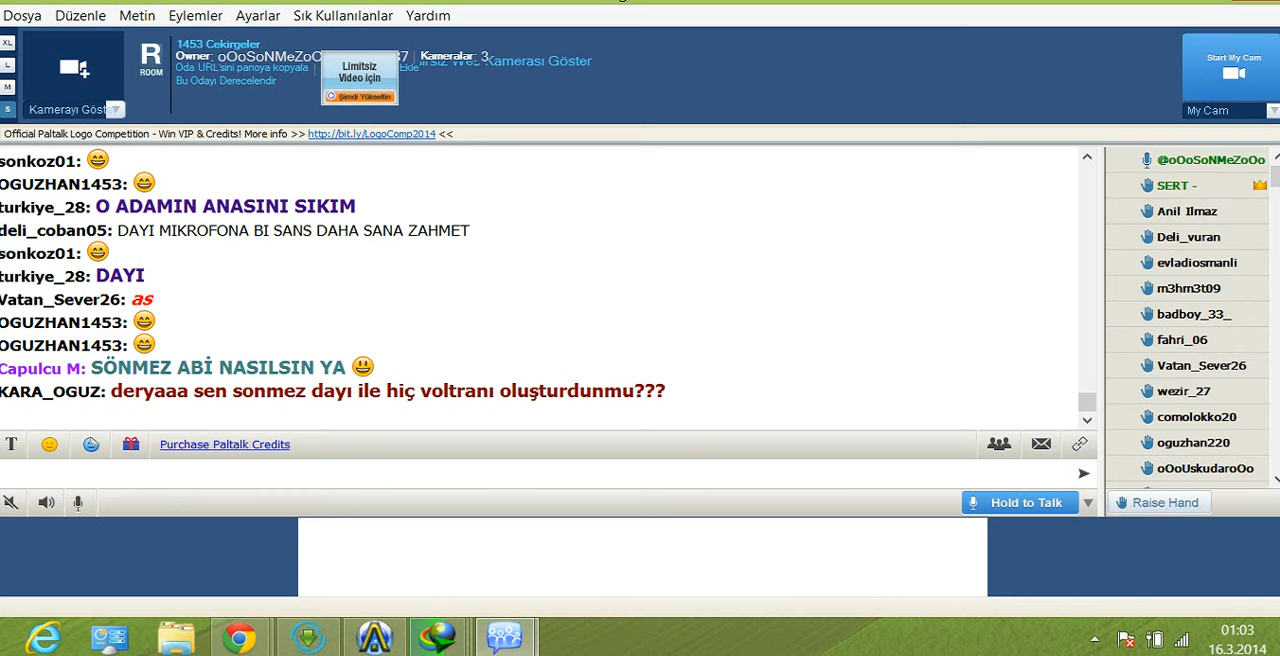 Dosya Düzenle Metin Eylemler Ayarlar Sık Kullanılanlar Yardım
XL
L
M
S
Kamerayı Göst
R
ROOM
1453 Cekirgeler
Owner: oOoSoNMeZoO 37 | Kameralar: 3
Oda URL'sini panoya kopyala | Ekle Kamerası Göster
Bu Odayı Derecelendir
Limitsiz
Video için
Şimdi Yükseltin
Start My Cam
My Cam
Official Paltalk Logo Competition - Win VIP & Credits! More info >> http://bit.ly/LogoComp2014 <<
sonkoz01: 😄
OGUZHAN1453: 😄
turkiye_28: O ADAMIN ANASINI SIKIM
deli_coban05: DAYI MIKROFONA BI SANS DAHA SANA ZAHMET
sonkoz01: 😄
turkiye_28: DAYI
Vatan_Sever26: as
OGUZHAN1453: 😄
OGUZHAN1453: 😄
Capulcu M: SÖNMEZ ABİ NASILSIN YA 😃
KARA_OGUZ: deryaaa sen sonmez dayı ile hiç voltranı oluşturdunmu???
@oOoSoNMeZoOo
SERT -
Anil Ilmaz
Deli_vuran
evladiosmanli
m3hm3t09
badboy_33_
fahri_06
Vatan_Sever26
wezir_27
comolokko20
oguzhan220
oOoUskudaroOo
T Purchase Paltalk Credits
Hold to Talk
Raise Hand
01:03
16.3.2014